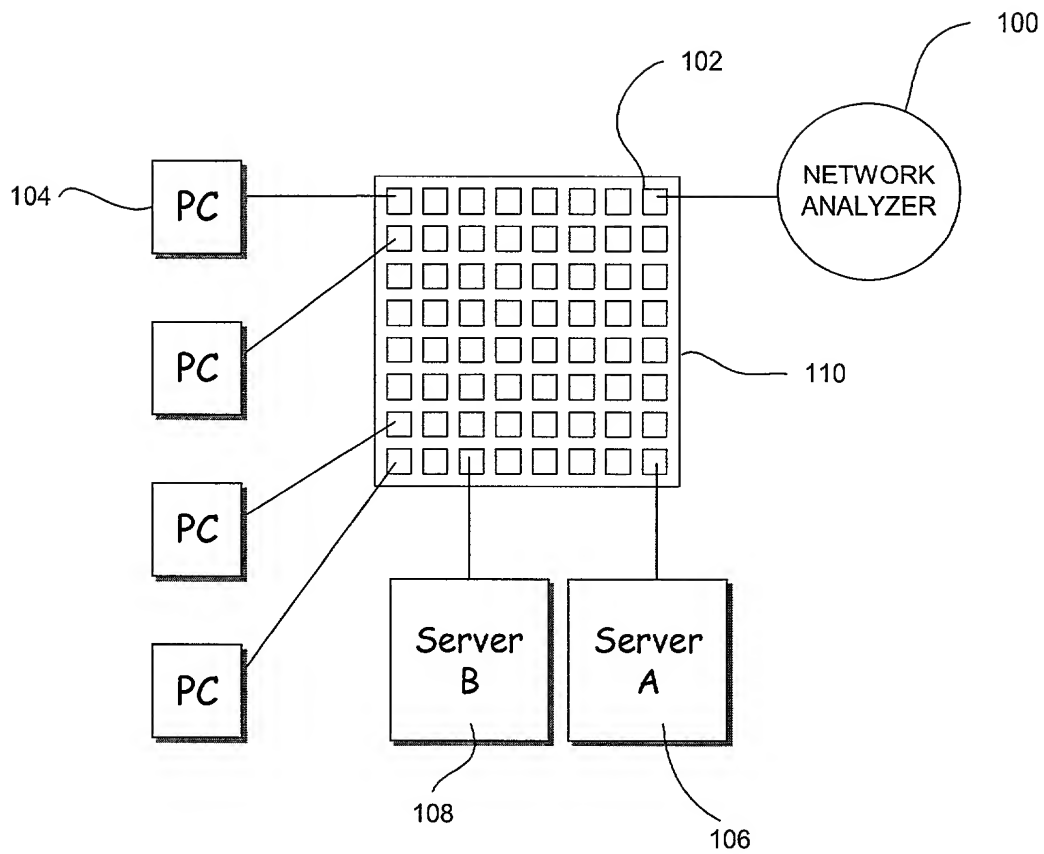 100
102
104
PC
NETWORK
ANALYZER
PC
110
PC
Server
B
Server
A
PC
108
106